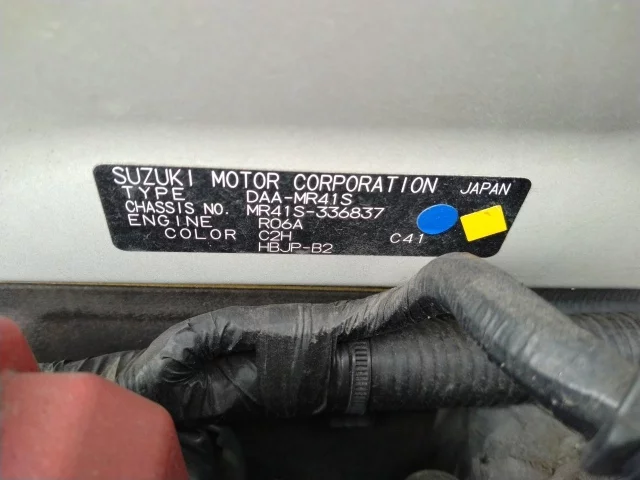 SUZUKI MOTOR CORPORATION JAPAN
TYPE DAA-MR41S
CHASSIS NO. MR41S-336837
ENGINE R06A
COLOR C2H C41
HBJP-B2